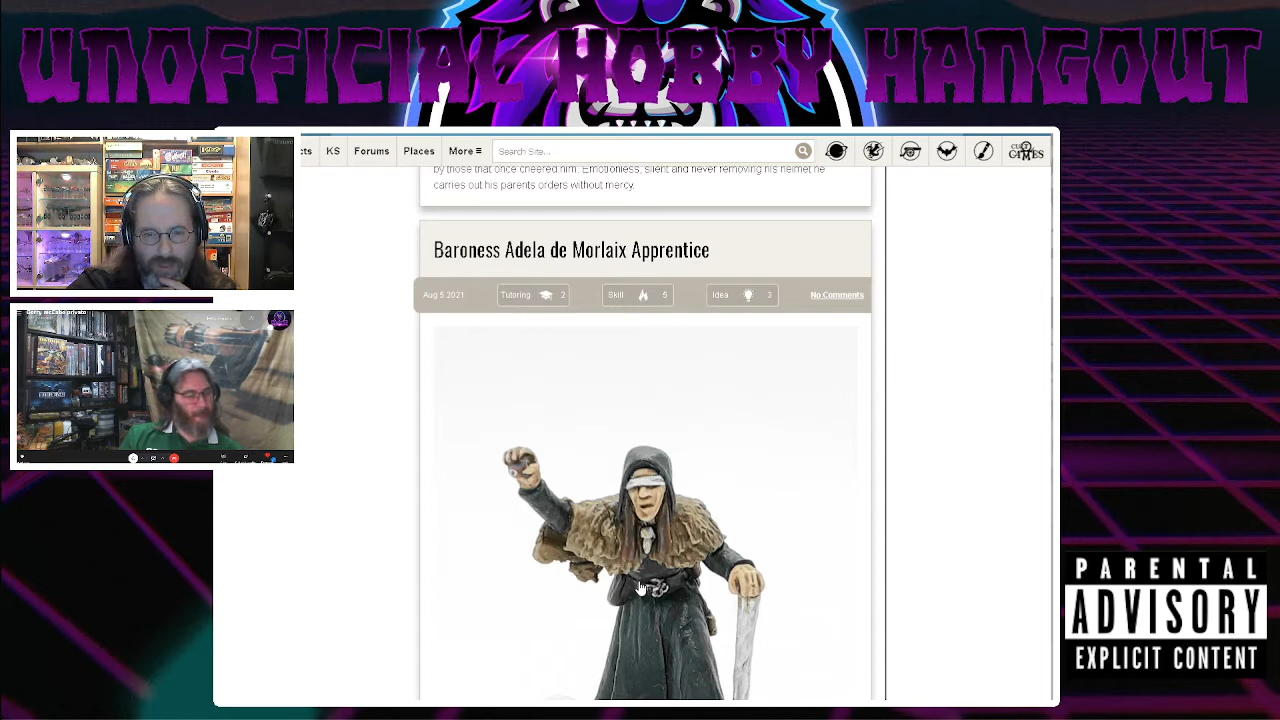 UNOFFICIAL HOBBY HANGOUT
cts KS Forums Places More ≡ Search Site...
by those that once cheered him. Emotionless, silent and never removing his helmet he
carries out his parents orders without mercy.
Baroness Adela de Morlaix Apprentice
Aug 5 2021 Tutoring 2 Skill 5 Idea 3 No Comments
PARENTAL
ADVISORY
EXPLICIT CONTENT